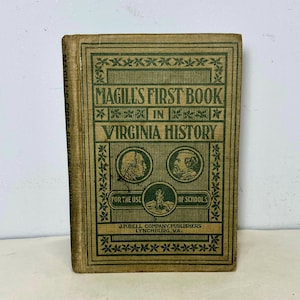 MAGILL'S FIRST BOOK
IN
VIRGINIA HISTORY
FOR THE USE OF SCHOOLS
J.P. BELL COMPANY, PUBLISHERS
LYNCHBURG, VA.